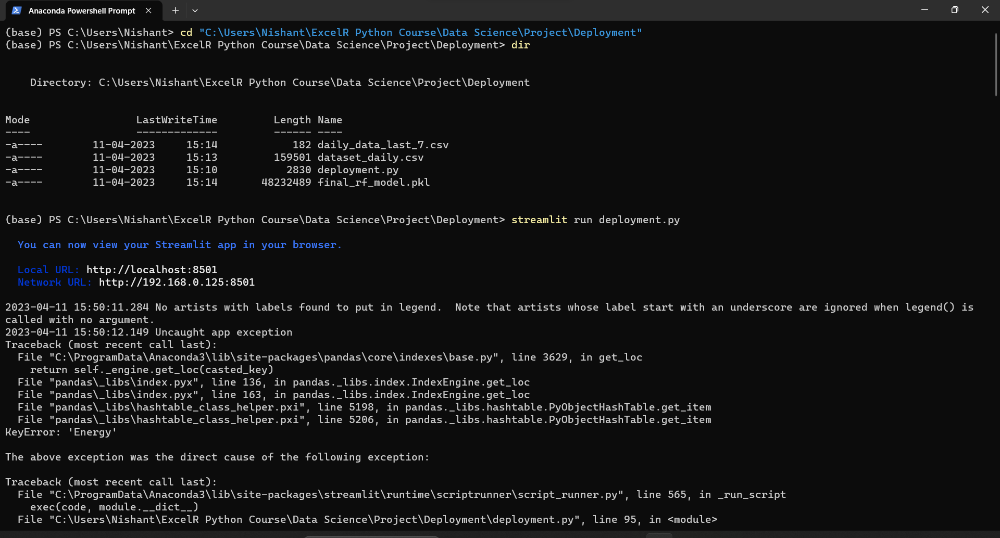 Anaconda Powershell Prompt
(base) PS C:\Users\Nishant> cd "C:\Users\Nishant\ExcelR Python Course\Data Science\Project\Deployment"
(base) PS C:\Users\Nishant\ExcelR Python Course\Data Science\Project\Deployment> dir
Directory: C:\Users\Nishant\ExcelR Python Course\Data Science\Project\Deployment
Mode LastWriteTime Length Name
---- ------------- ------ ----
-a---- 11-04-2023 15:14 182 daily_data_last_7.csv
-a---- 11-04-2023 15:13 159501 dataset_daily.csv
-a---- 11-04-2023 15:10 2830 deployment.py
-a---- 11-04-2023 15:14 48232489 final_rf_model.pkl
(base) PS C:\Users\Nishant\ExcelR Python Course\Data Science\Project\Deployment> streamlit run deployment.py
You can now view your Streamlit app in your browser.
Local URL: http://localhost:8501
Network URL: http://192.168.0.125:8501
2023-04-11 15:50:11.284 No artists with labels found to put in legend.  Note that artists whose label start with an underscore are ignored when legend() is
called with no argument.
2023-04-11 15:50:12.149 Uncaught app exception
Traceback (most recent call last):
File "C:\ProgramData\Anaconda3\lib\site-packages\pandas\core\indexes\base.py", line 3629, in get_loc
return self._engine.get_loc(casted_key)
File "pandas\_libs\index.pyx", line 136, in pandas._libs.index.IndexEngine.get_loc
File "pandas\_libs\index.pyx", line 163, in pandas._libs.index.IndexEngine.get_loc
File "pandas\_libs\hashtable_class_helper.pxi", line 5198, in pandas._libs.hashtable.PyObjectHashTable.get_item
File "pandas\_libs\hashtable_class_helper.pxi", line 5206, in pandas._libs.hashtable.PyObjectHashTable.get_item
KeyError: 'Energy'
The above exception was the direct cause of the following exception:
Traceback (most recent call last):
File "C:\ProgramData\Anaconda3\lib\site-packages\streamlit\runtime\scriptrunner\script_runner.py", line 565, in _run_script
exec(code, module.__dict__)
File "C:\Users\Nishant\ExcelR Python Course\Data Science\Project\Deployment\deployment.py", line 95, in <module>